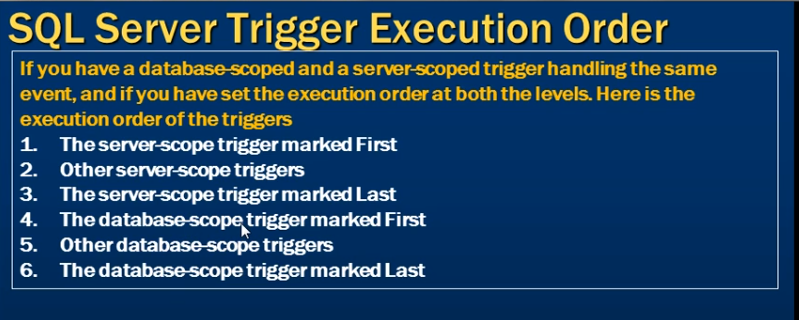 SQL Server Trigger Execution Order
If you have a database-scoped and a server-scoped trigger handling the same
event, and if you have set the execution order at both the levels. Here is the
execution order of the triggers
1. The server-scope trigger marked First
2. Other server-scope triggers
3. The server-scope trigger marked Last
4. The database-scope trigger marked First
5. Other database-scope triggers
6. The database-scope trigger marked Last